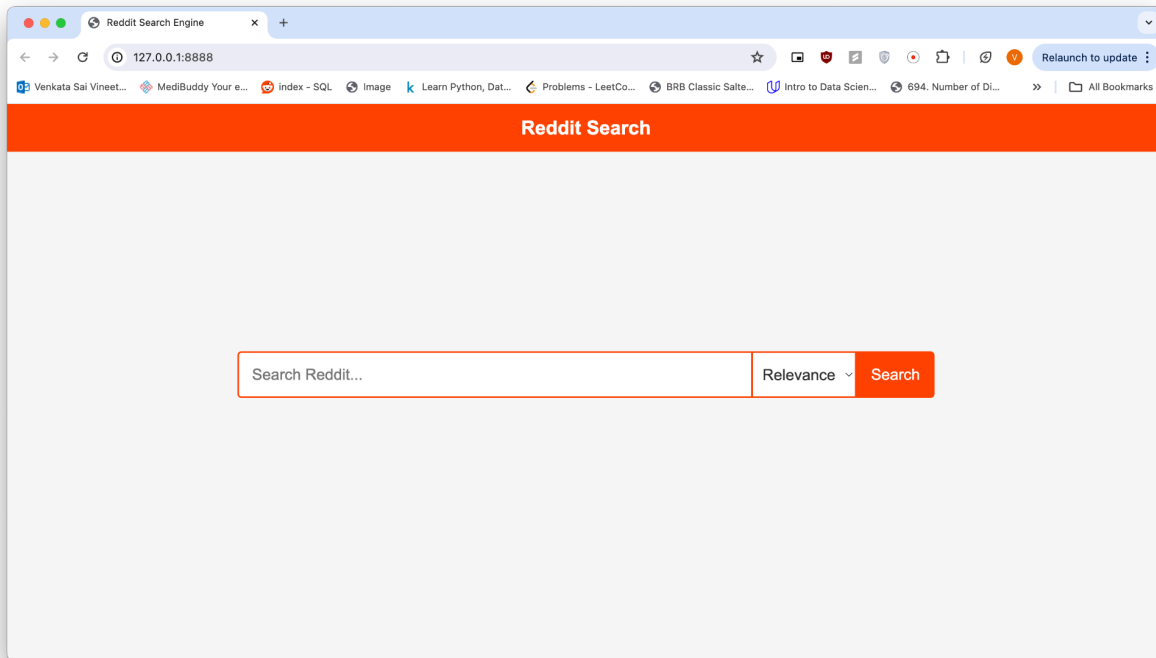 Reddit Search Engine
127.0.0.1:8888
V
Relaunch to update
Venkata Sai Vineet... MediBuddy Your e... index - SQL Image Learn Python, Dat... Problems - LeetCo... BRB Classic Salte... Intro to Data Scien... 694. Number of Di... » All Bookmarks
Reddit Search
Search Reddit... Relevance Search